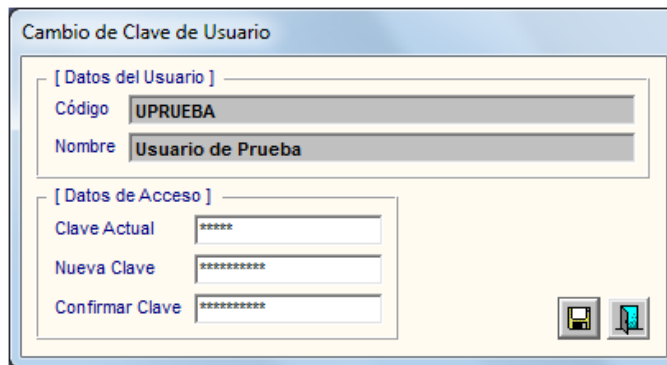 Cambio de Clave de Usuario
[ Datos del Usuario ]
Código UPRUEBA
Nombre Usuario de Prueba
[ Datos de Acceso ]
Clave Actual *****
Nueva Clave **********
Confirmar Clave **********